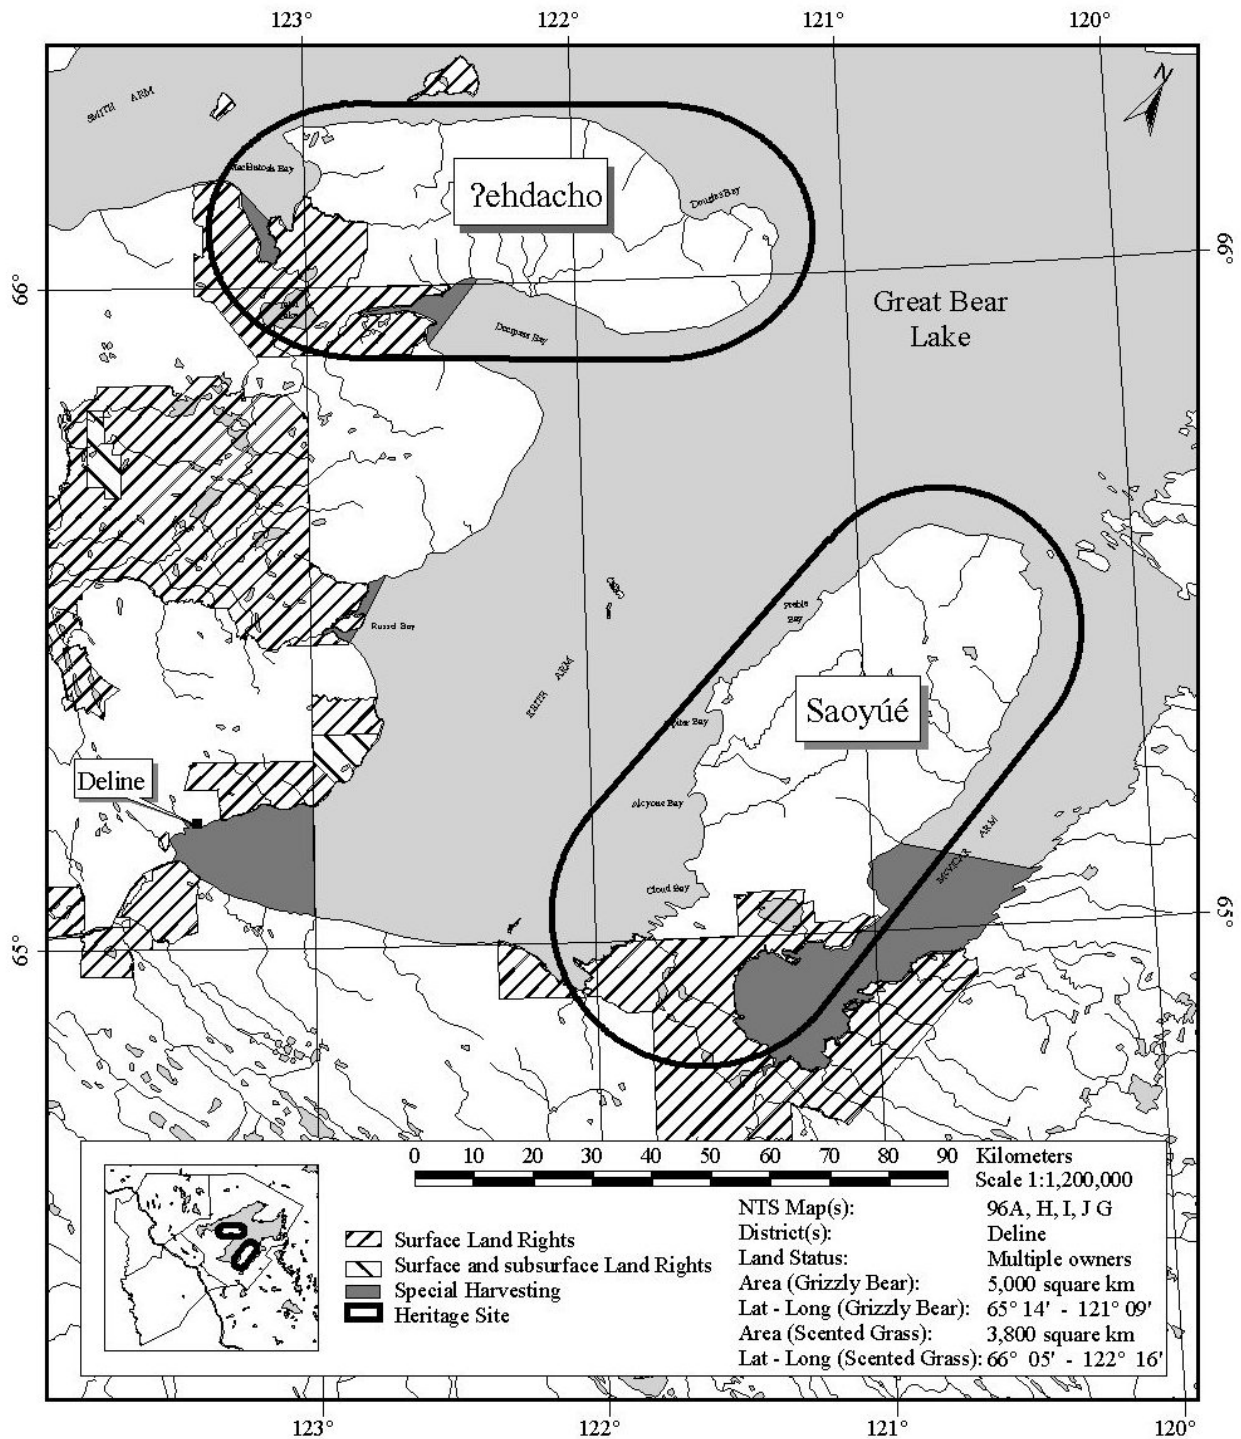 123°
122°
121°
120°
SMITH ARM
N
MacIntosh Bay
?ehdacho
Douglas Bay
66°
66°
Great Bear
Lake
Deerpass Bay
Russel Bay
Preble
Bay
KEITH ARM
Saoyúé
Jupiter Bay
Deline
Alcyone Bay
McVICAR ARM
Cloud Bay
65°
65°
0 10 20 30 40 50 60 70 80 90 Kilometers
Scale 1:1,200,000
NTS Map(s): 96A, H, I, J G
District(s): Deline
Land Status: Multiple owners
Area (Grizzly Bear): 5,000 square km
Lat - Long (Grizzly Bear): 65° 14' - 121° 09'
Area (Scented Grass): 3,800 square km
Lat - Long (Scented Grass): 66° 05' - 122° 16'
Surface Land Rights
Surface and subsurface Land Rights
Special Harvesting
Heritage Site
123°
122°
121°
120°